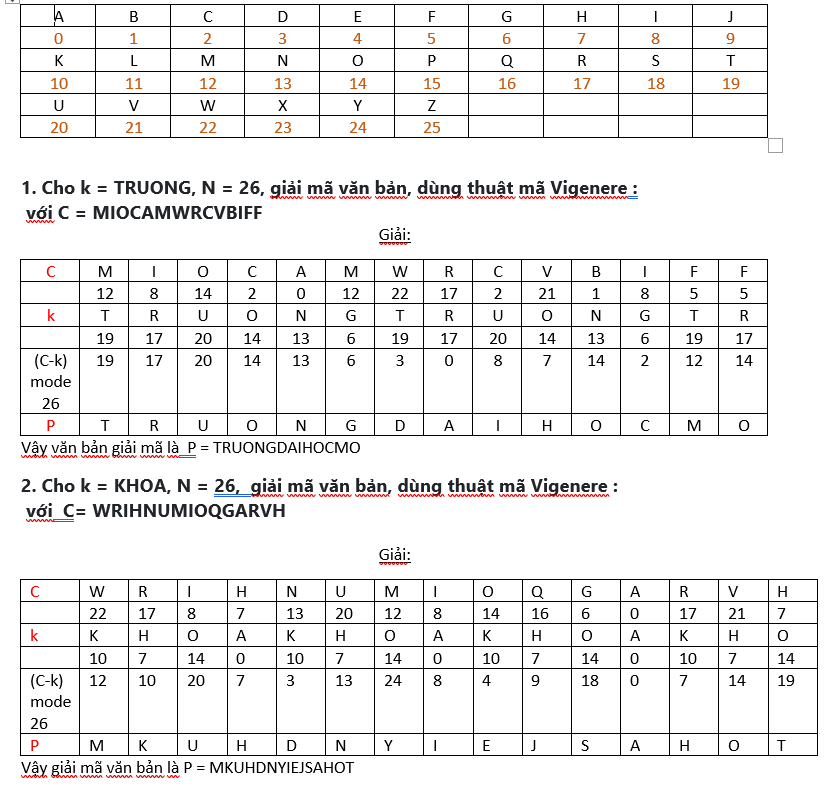 A B C D E F G H I J
0 1 2 3 4 5 6 7 8 9
K L M N O P Q R S T
10 11 12 13 14 15 16 17 18 19
U V W X Y Z
20 21 22 23 24 25
1. Cho k = TRUONG, N = 26, giải mã văn bản, dùng thuật mã Vigenere :
với C = MIOCAMWRCVBIFF
Giải:
C M I O C A M W R C V B I F F
12 8 14 2 0 12 22 17 2 21 1 8 5 5
k T R U O N G T R U O N G T R
19 17 20 14 13 6 19 17 20 14 13 6 19 17
(C-k) 19 17 20 14 13 6 3 0 8 7 14 2 12 14
mode
26
P T R U O N G D A I H O C M O
Vậy văn bản giải mã là P = TRUONGDAIHOCMO
2. Cho k = KHOA, N = 26, giải mã văn bản, dùng thuật mã Vigenere :
với C= WRIHNUMIOQGARVH
Giải:
C W R I H N U M I O Q G A R V H
22 17 8 7 13 20 12 8 14 16 6 0 17 21 7
k K H O A K H O A K H O A K H O
10 7 14 0 10 7 14 0 10 7 14 0 10 7 14
(C-k) 12 10 20 7 3 13 24 8 4 9 18 0 7 14 19
mode
26
P M K U H D N Y I E J S A H O T
Vậy giải mã văn bản là P = MKUHDNYIEJSAHOT